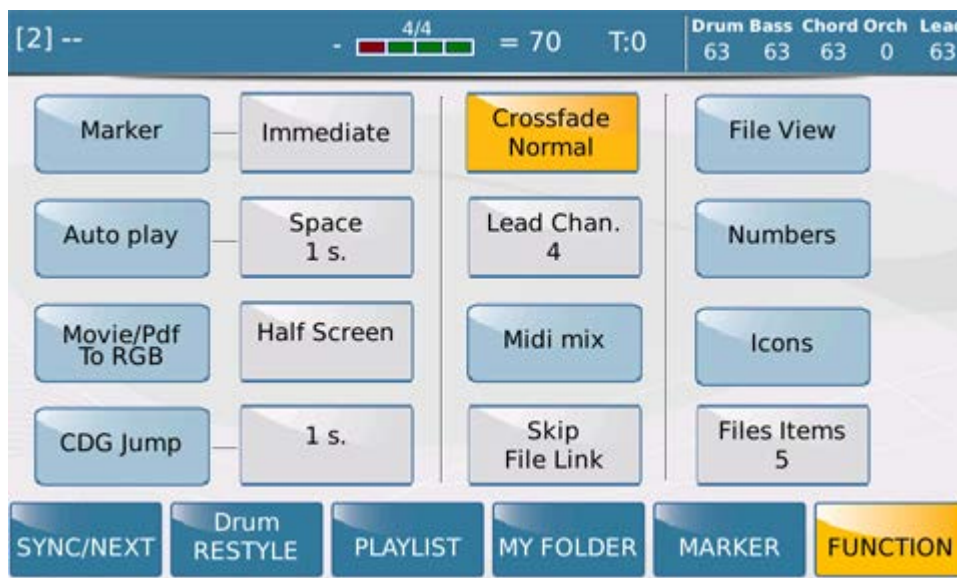 [2] --
- 4/4 = 70 T:0
Drum Bass Chord Orch Lead
63 63 63 0 63
Marker
Immediate
Crossfade
Normal
File View
Auto play
Space
1 s.
Lead Chan.
4
Numbers
Movie/Pdf
To RGB
Half Screen
Midi mix
Icons
CDG Jump
1 s.
Skip
File Link
Files Items
5
SYNC/NEXT
Drum
RESTYLE
PLAYLIST
MY FOLDER
MARKER
FUNCTION